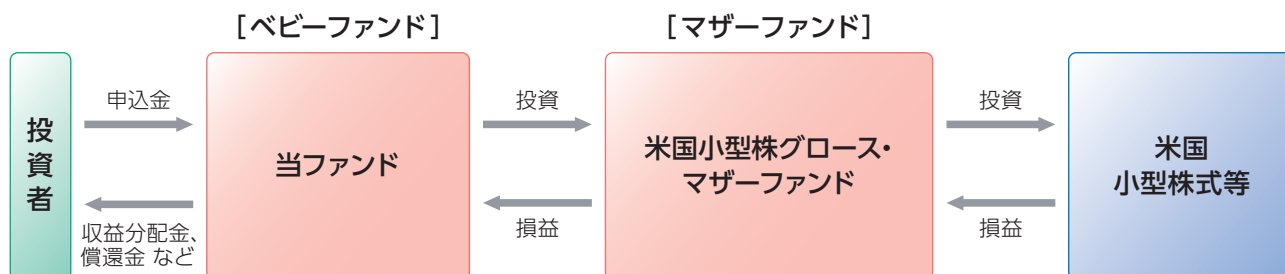 [ベビーファンド]
[マザーファンド]
投資者
申込金
収益分配金、
償還金 など
当ファンド
投資
損益
米国小型株グロース・
マザーファンド
投資
損益
米国
小型株式等